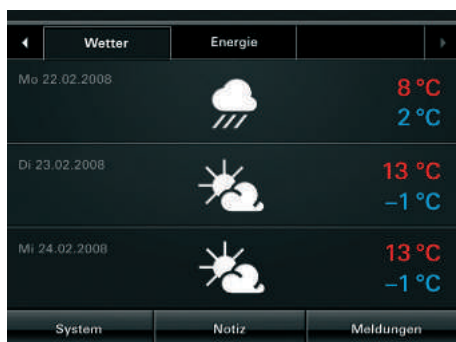 Wetter Energie
Mo 22.02.2008
8 °C
2 °C
Di 23.02.2008
13 °C
–1 °C
Mi 24.02.2008
13 °C
–1 °C
System Notiz Meldungen